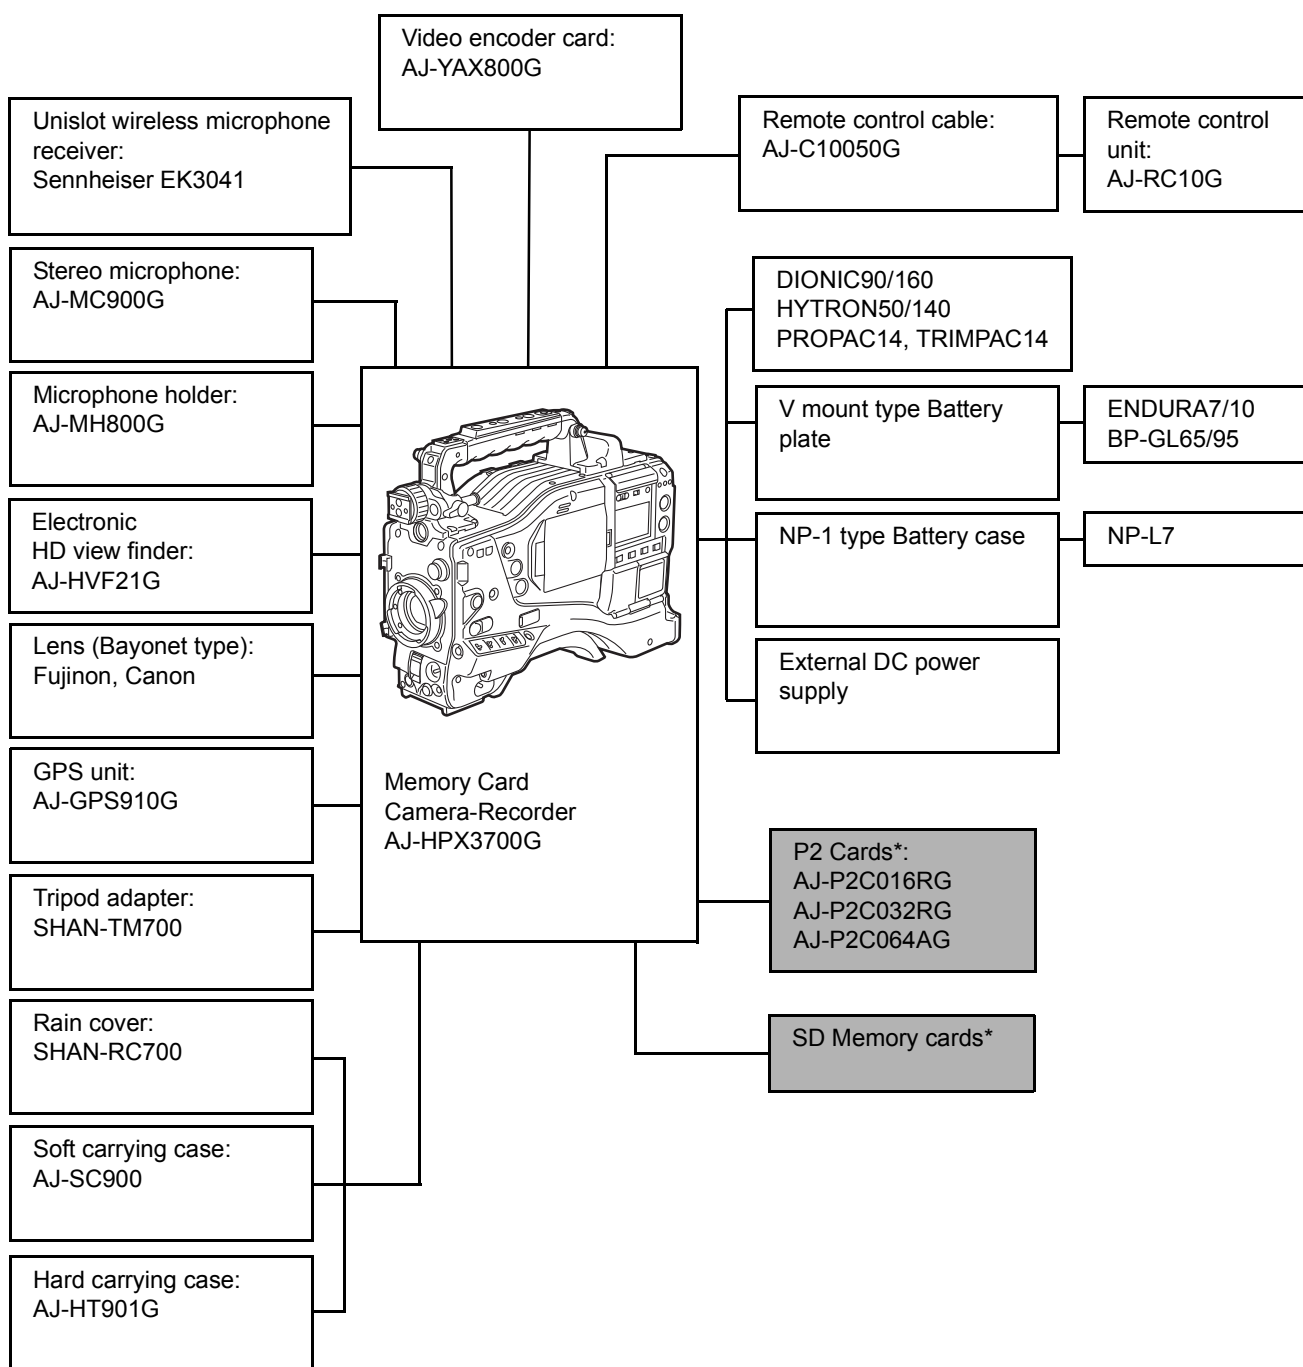 Video encoder card:
AJ-YAX800G
Unislot wireless microphone
receiver:
Sennheiser EK3041
Remote control cable:
AJ-C10050G
Remote control
unit:
AJ-RC10G
Stereo microphone:
AJ-MC900G
DIONIC90/160
HYTRON50/140
PROPAC14, TRIMPAC14
Microphone holder:
AJ-MH800G
V mount type Battery
plate
ENDURA7/10
BP-GL65/95
Electronic
HD view finder:
AJ-HVF21G
NP-1 type Battery case
NP-L7
Lens (Bayonet type):
Fujinon, Canon
External DC power
supply
GPS unit:
AJ-GPS910G
Memory Card
Camera-Recorder
AJ-HPX3700G
Tripod adapter:
SHAN-TM700
P2 Cards*:
AJ-P2C016RG
AJ-P2C032RG
AJ-P2C064AG
Rain cover:
SHAN-RC700
SD Memory cards*
Soft carrying case:
AJ-SC900
Hard carrying case:
AJ-HT901G